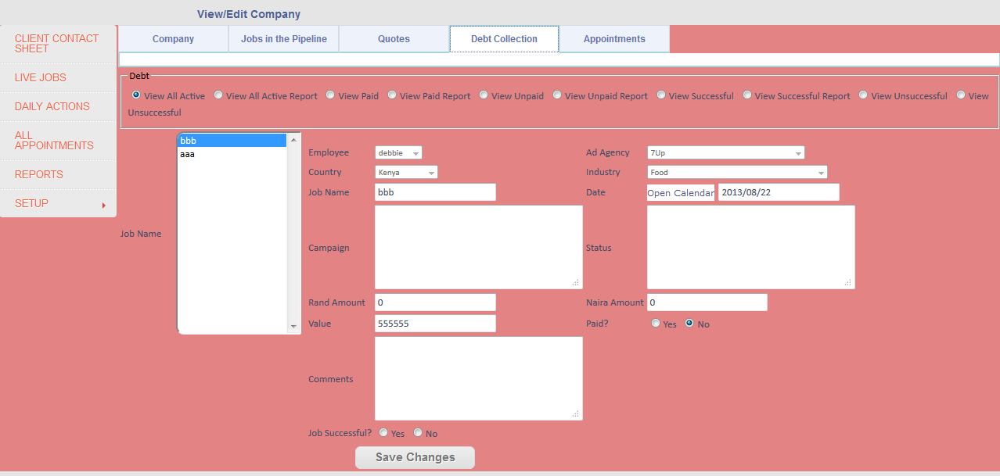 View/Edit Company
CLIENT CONTACT
SHEET
LIVE JOBS
DAILY ACTIONS
ALL
APPOINTMENTS
REPORTS
SETUP
Company Jobs in the Pipeline Quotes Debt Collection Appointments
Debt
View All Active View All Active Report View Paid View Paid Report View Unpaid View Unpaid Report View Successful View Successful Report View Unsuccessful View
Unsuccessful
Job Name
bbb
aaa
Employee debbie Ad Agency 7Up
Country Kenya Industry Food
Job Name bbb Date Open Calendar 2013/08/22
Campaign Status
Rand Amount 0 Naira Amount 0
Value 555555 Paid? Yes No
Comments
Job Successful? Yes No
Save Changes